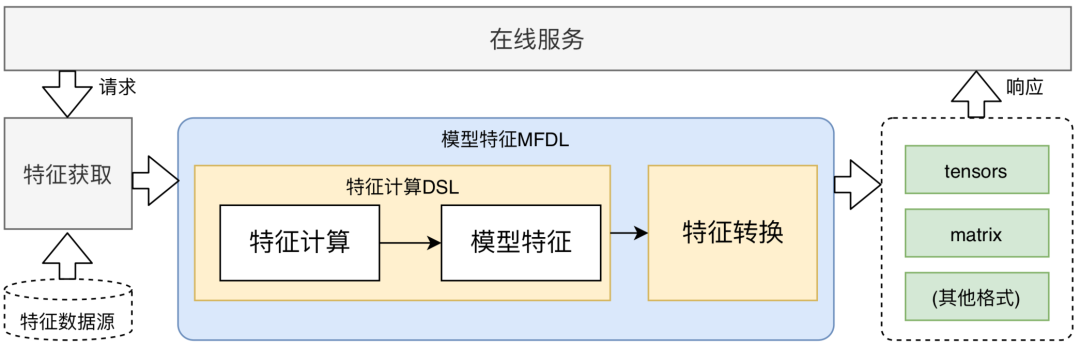 在线服务
请求
响应
特征获取
特征数据源
模型特征MFDL
特征计算DSL
特征计算
模型特征
特征转换
tensors
matrix
(其他格式)